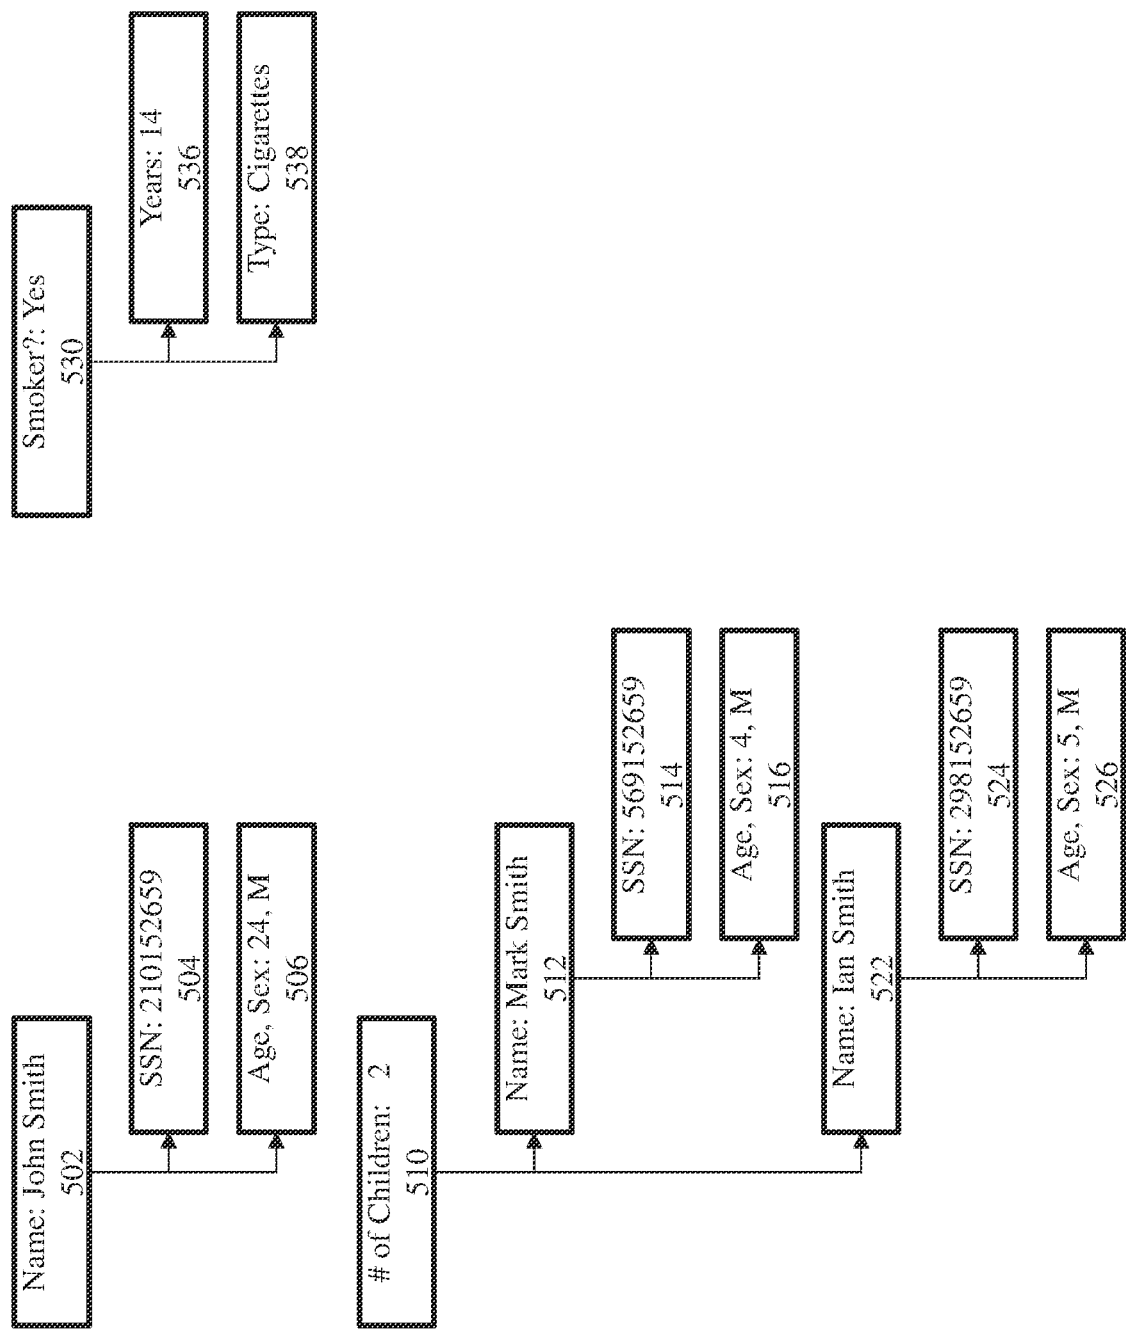 Name: John Smith
502
SSN: 210152659
504
Age, Sex: 24, M
506
# of Children: 2
510
Name: Mark Smith
512
SSN: 569152659
514
Age, Sex: 4, M
516
Name: Ian Smith
522
SSN: 298152659
524
Age, Sex: 5, M
526
Smoker?: Yes
530
Years: 14
536
Type: Cigarettes
538